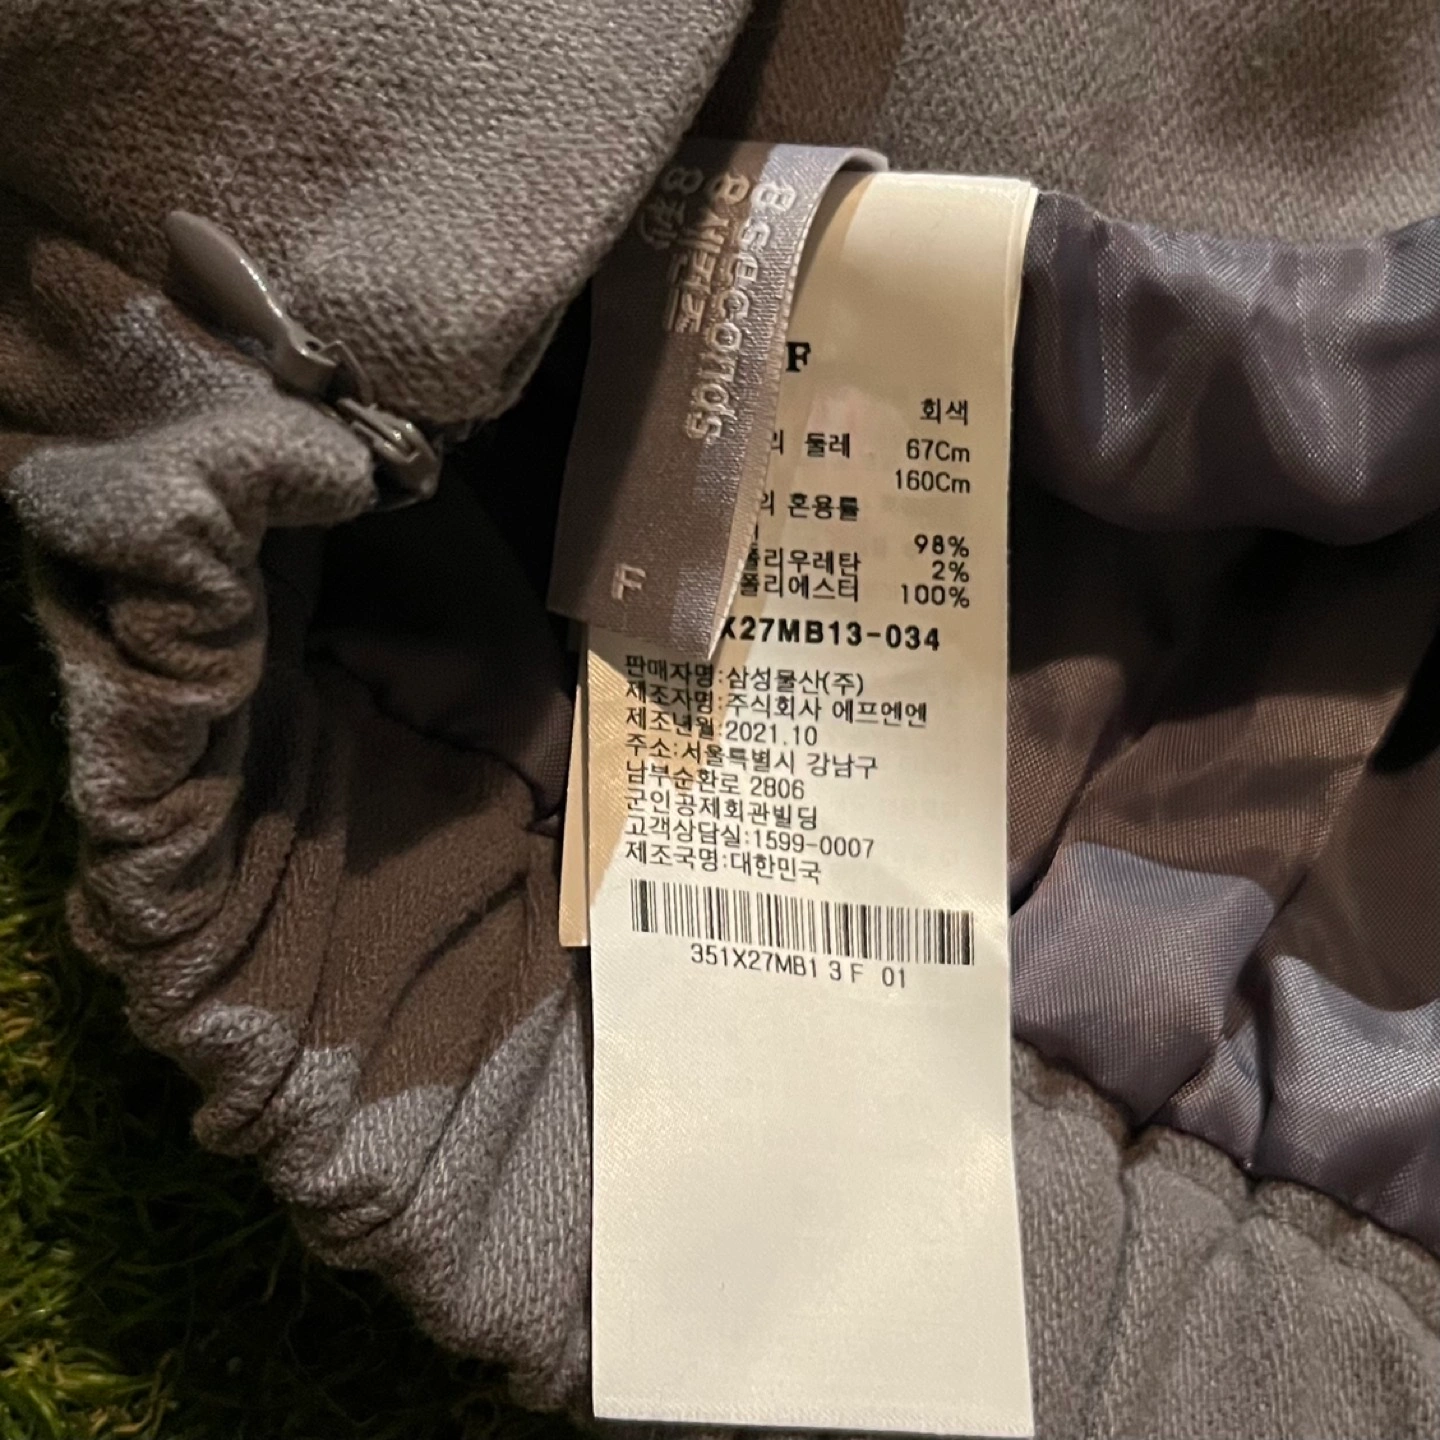 8 seconds
8세컨즈
F
F
회색
둘레 67Cm
160Cm
의 혼용률
98%
폴리우레탄 2%
폴리에스터 100%
X27MB13-034
판매자명:삼성물산(주)
제조자명:주식회사 에프엔엔
제조년월:2021.10
주소:서울특별시 강남구
남부순환로 2806
군인공제회관빌딩
고객상담실:1599-0007
제조국명:대한민국
351X27MB1 3 F 01